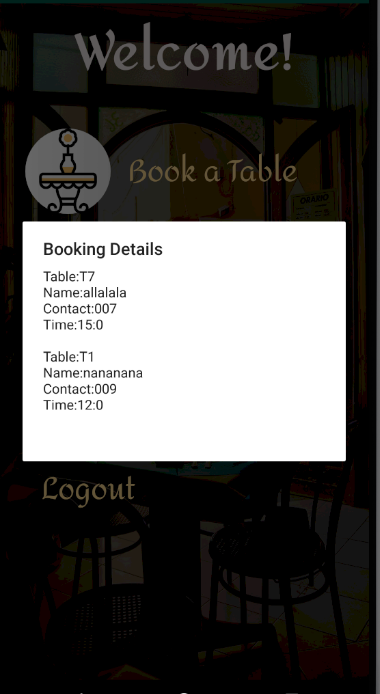 Welcome!
Book a Table
ORARIO
Booking Details
Table:T7
Name:allalala
Contact:007
Time:15:0
Table:T1
Name:nananana
Contact:009
Time:12:0
Logout